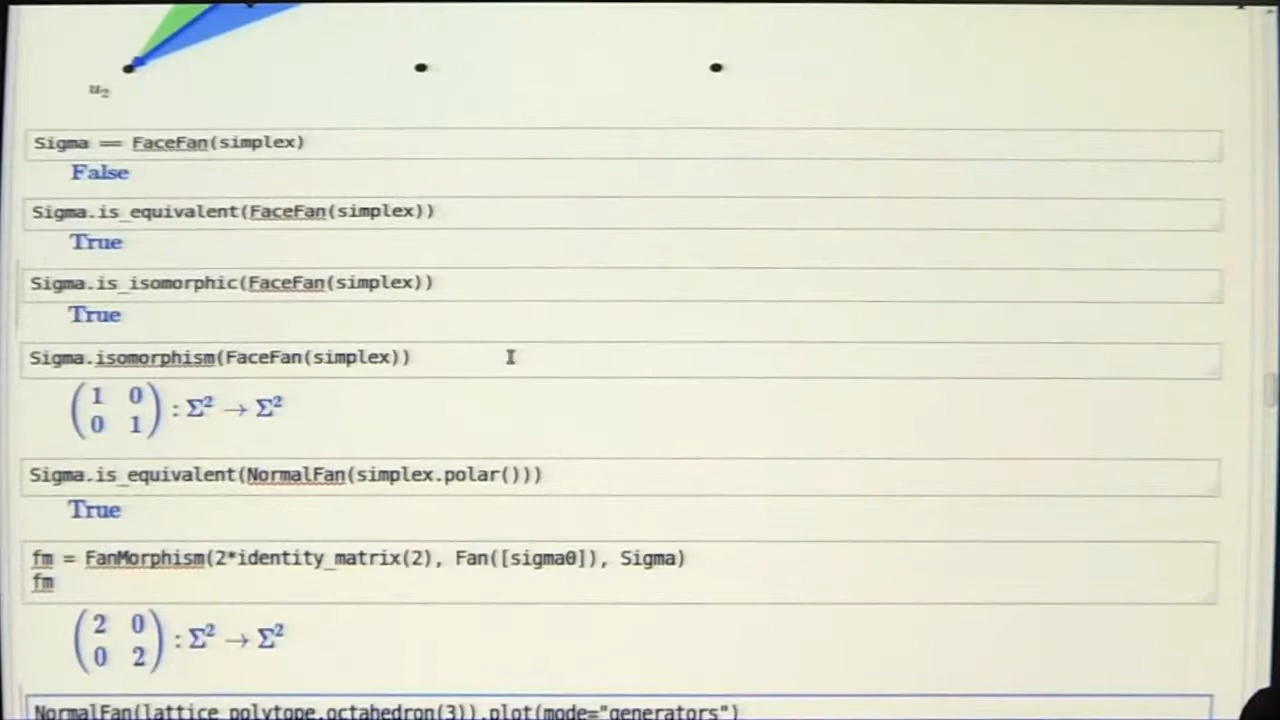 u₂
Sigma == FaceFan(simplex)
False
Sigma.is_equivalent(FaceFan(simplex))
True
Sigma.is_isomorphic(FaceFan(simplex))
True
Sigma.isomorphism(FaceFan(simplex))
(1 0
0 1) : Σ² → Σ²
Sigma.is_equivalent(NormalFan(simplex.polar()))
True
fm = FanMorphism(2*identity_matrix(2), Fan([sigma0]), Sigma)
fm
(2 0
0 2) : Σ² → Σ²
NormalFan(lattice_polytope.octahedron(3)).plot(mode="generators")